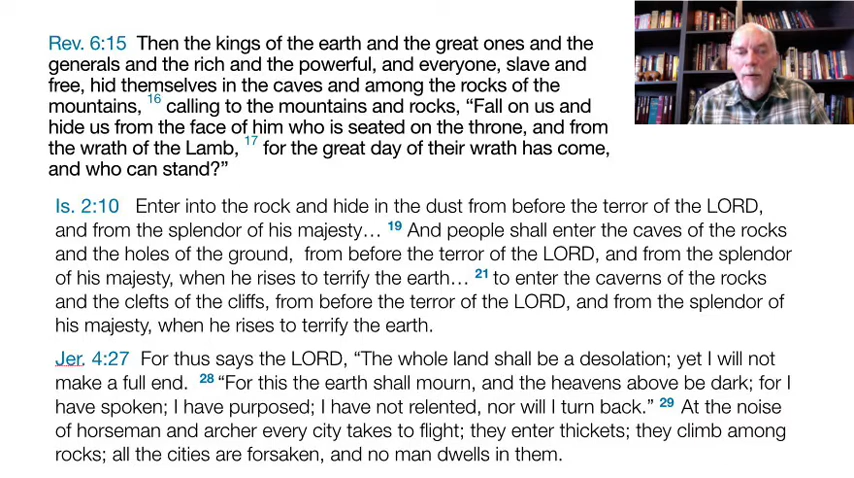 Rev. 6:15 Then the kings of the earth and the great ones and the
generals and the rich and the powerful, and everyone, slave and
free, hid themselves in the caves and among the rocks of the
mountains, 16 calling to the mountains and rocks, “Fall on us and
hide us from the face of him who is seated on the throne, and from
the wrath of the Lamb, 17 for the great day of their wrath has come,
and who can stand?”
Is. 2:10 Enter into the rock and hide in the dust from before the terror of the LORD,
and from the splendor of his majesty… 19 And people shall enter the caves of the rocks
and the holes of the ground, from before the terror of the LORD, and from the splendor
of his majesty, when he rises to terrify the earth… 21 to enter the caverns of the rocks
and the clefts of the cliffs, from before the terror of the LORD, and from the splendor of
his majesty, when he rises to terrify the earth.
Jer. 4:27 For thus says the LORD, “The whole land shall be a desolation; yet I will not
make a full end. 28 “For this the earth shall mourn, and the heavens above be dark; for I
have spoken; I have purposed; I have not relented, nor will I turn back.” 29 At the noise
of horseman and archer every city takes to flight; they enter thickets; they climb among
rocks; all the cities are forsaken, and no man dwells in them.